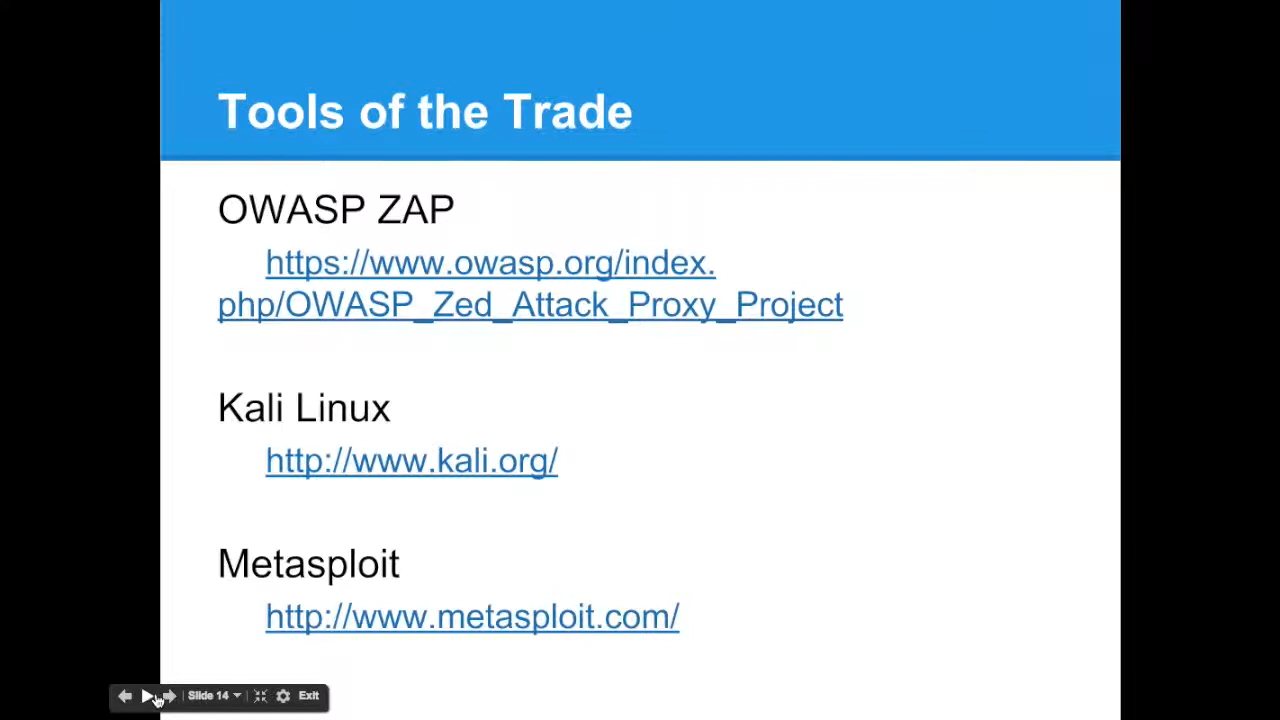 Tools of the Trade
OWASP ZAP
https://www.owasp.org/index.
php/OWASP_Zed_Attack_Proxy_Project
Kali Linux
http://www.kali.org/
Metasploit
http://www.metasploit.com/
Slide 14
Exit